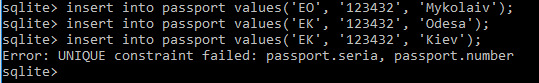 sqlite> insert into passport values('EO', '123432', 'Mykolaiv');
sqlite> insert into passport values('EK', '123432', 'Odesa');
sqlite> insert into passport values('EK', '123432', 'Kiev');
Error: UNIQUE constraint failed: passport.seria, passport.number
sqlite>